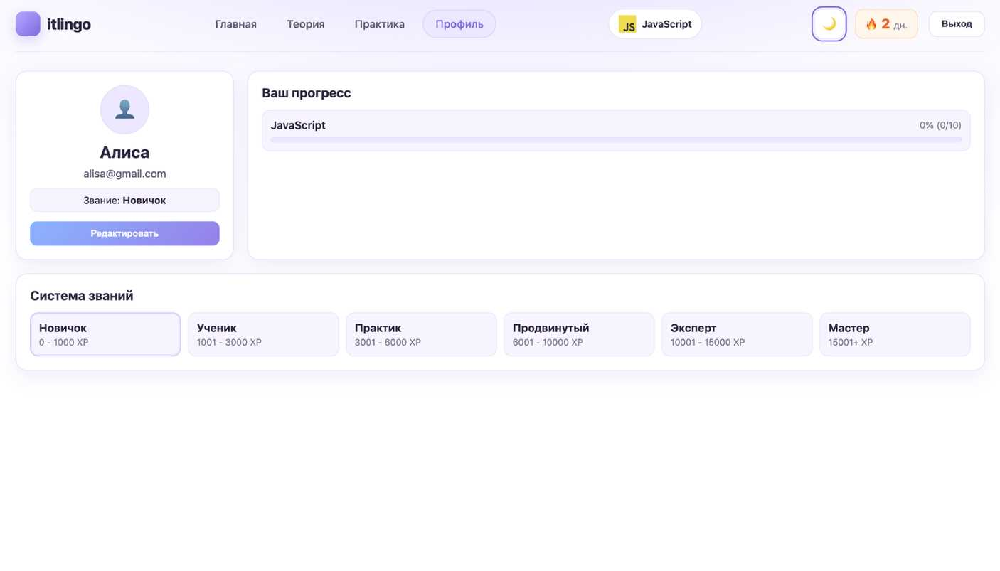 itlingo
Главная Теория Практика Профиль
JS JavaScript
2 дн.
Выход
Алиса
alisa@gmail.com
Звание: Новичок
Редактировать
Ваш прогресс
JavaScript 0% (0/10)
Система званий
Новичок
0 - 1000 XP
Ученик
1001 - 3000 XP
Практик
3001 - 6000 XP
Продвинутый
6001 - 10000 XP
Эксперт
10001 - 15000 XP
Мастер
15001+ XP